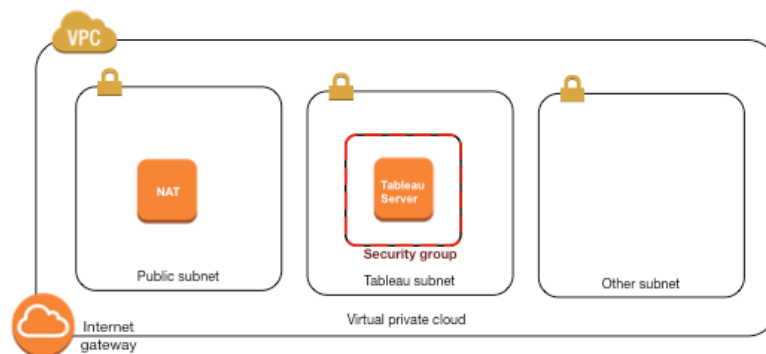 VPC
NAT
Tableau
Server
Security group
Public subnet
Tableau subnet
Other subnet
Virtual private cloud
Internet
gateway